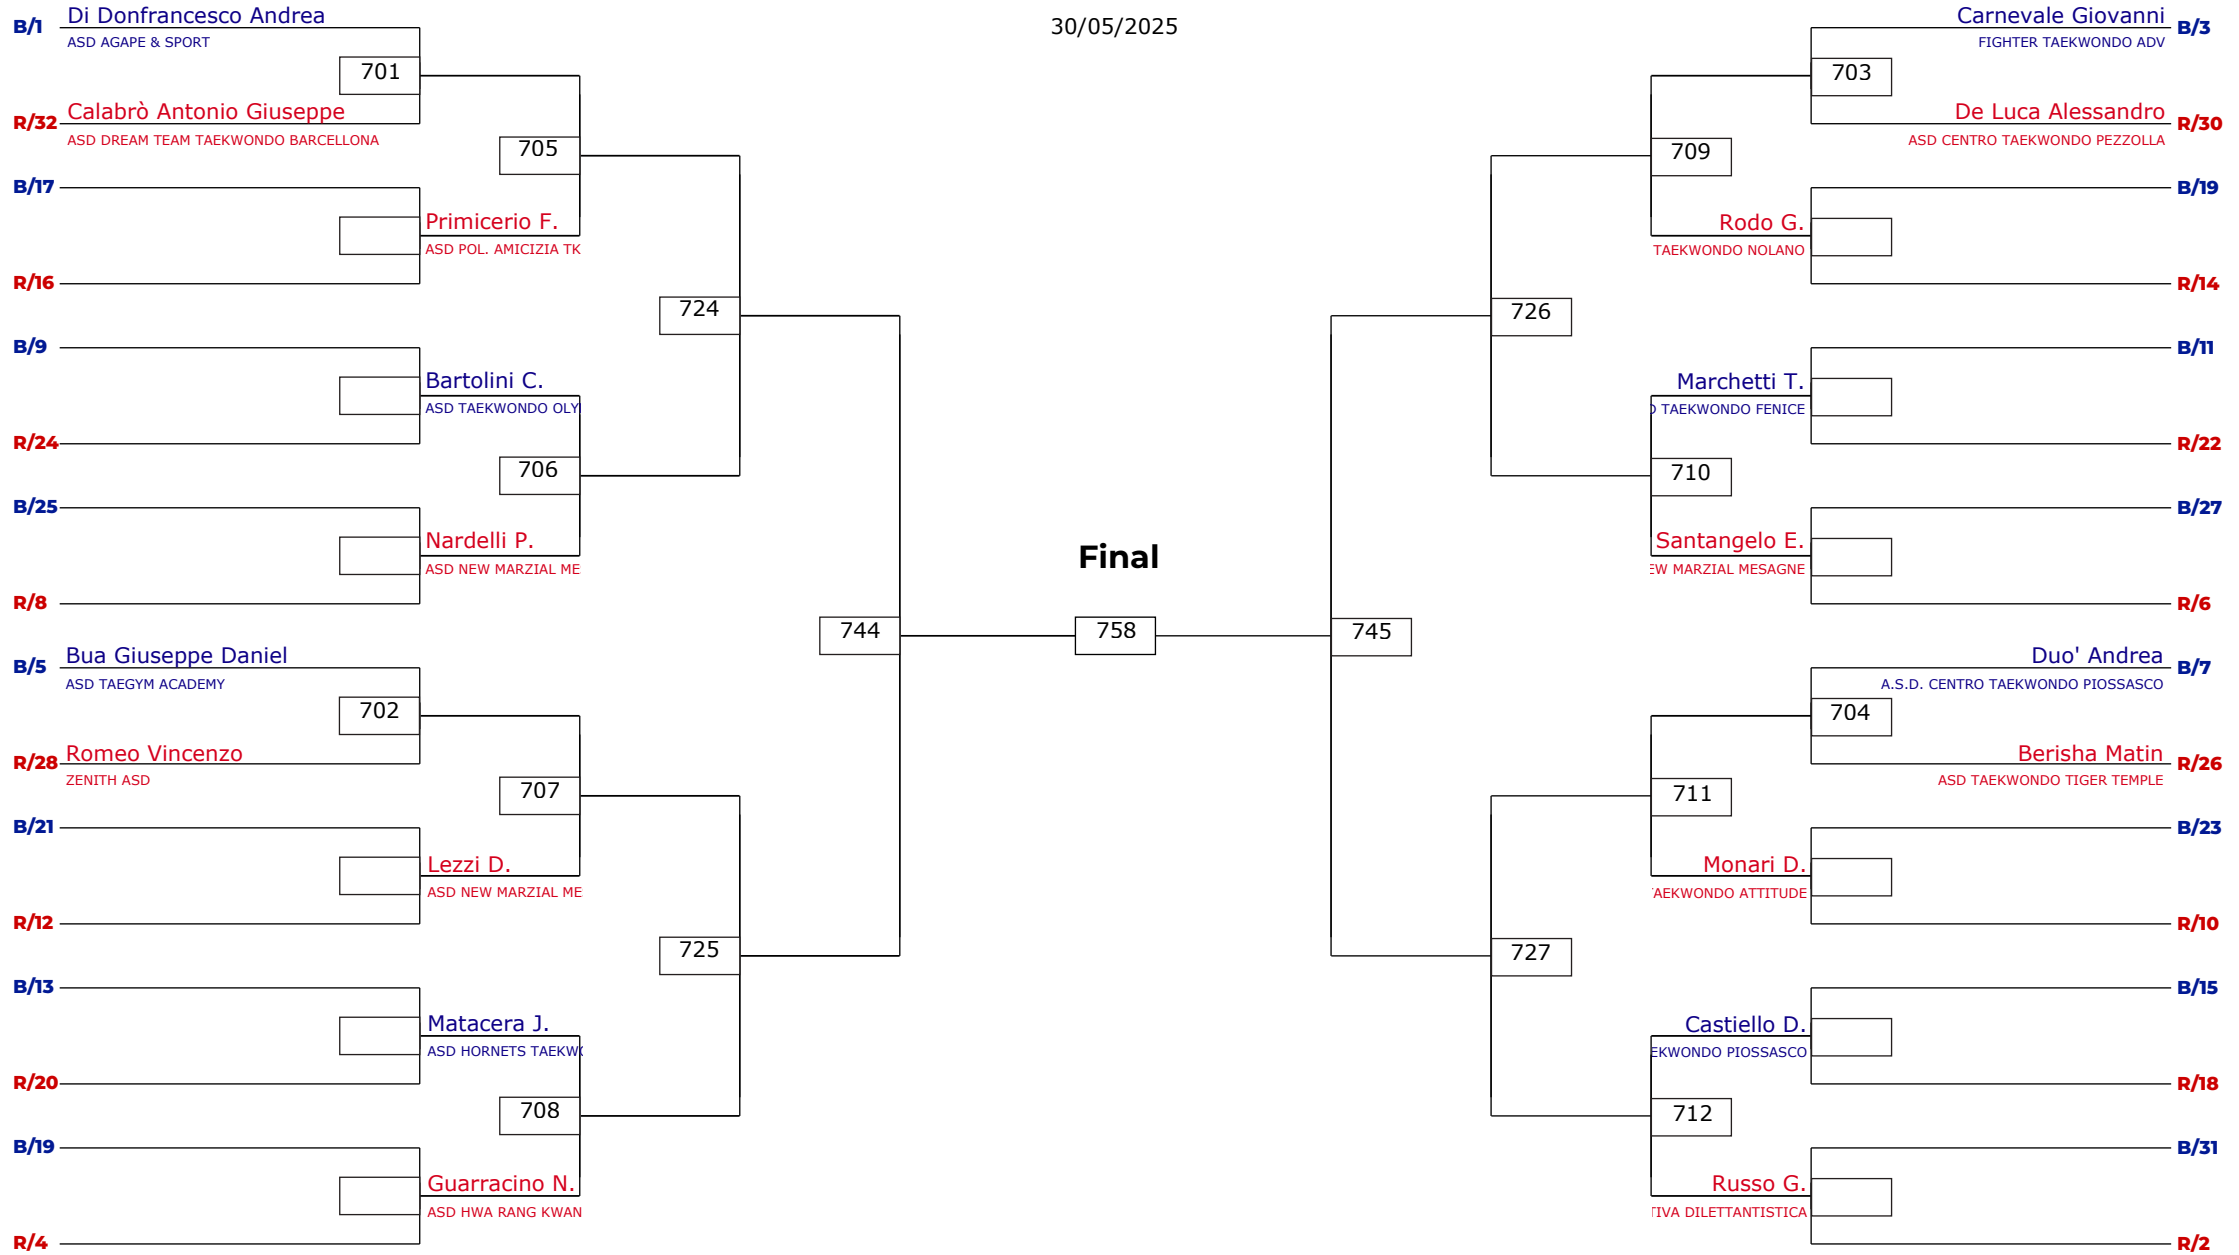 30/05/2025
B/1 Di Donfrancesco Andrea
ASD AGAPE & SPORT
701
R/32 Calabrò Antonio Giuseppe
ASD DREAM TEAM TAEKWONDO BARCELLONA
705
B/17
Primicerio F.
ASD POL. AMICIZIA TK
R/16
724
B/9
Bartolini C.
ASD TAEKWONDO
R/24
706
B/25
Nardelli P.
ASD NEW MARZIAL ME
R/8
744
B/5 Bua Giuseppe Daniel
ASD TAEGYM ACADEMY
702
R/28 Romeo Vincenzo
ZENITH ASD
707
B/21
Lezzi D.
ASD NEW MARZIAL ME
R/12
725
B/13
Matacera J.
ASD HORNETS
R/20
708
B/19
Guarracino N.
ASD HWA RANG KWAN
R/4
Final
758
Carnevale Giovanni B/3
FIGHTER TAEKWONDO ADV
703
De Luca Alessandro R/30
ASD CENTRO TAEKWONDO PEZZOLLA
709
B/19
Rodo G.
TAEKWONDO NOLANO
R/14
726
B/11
Marchetti T.
TAEKWONDO FENICE
R/22
710
B/27
Santangelo E.
MARZIAL MESAGNE
R/6
745
Duo' Andrea B/7
A.S.D. CENTRO TAEKWONDO PIOSSASCO
704
Berisha Matin R/26
ASD TAEKWONDO TIGER TEMPLE
711
B/23
Monari D.
ATTITUDE
R/10
727
B/15
Castiello D.
PIOSSASCO
R/18
712
B/31
Russo G.
DILETTANTISTICA
R/2